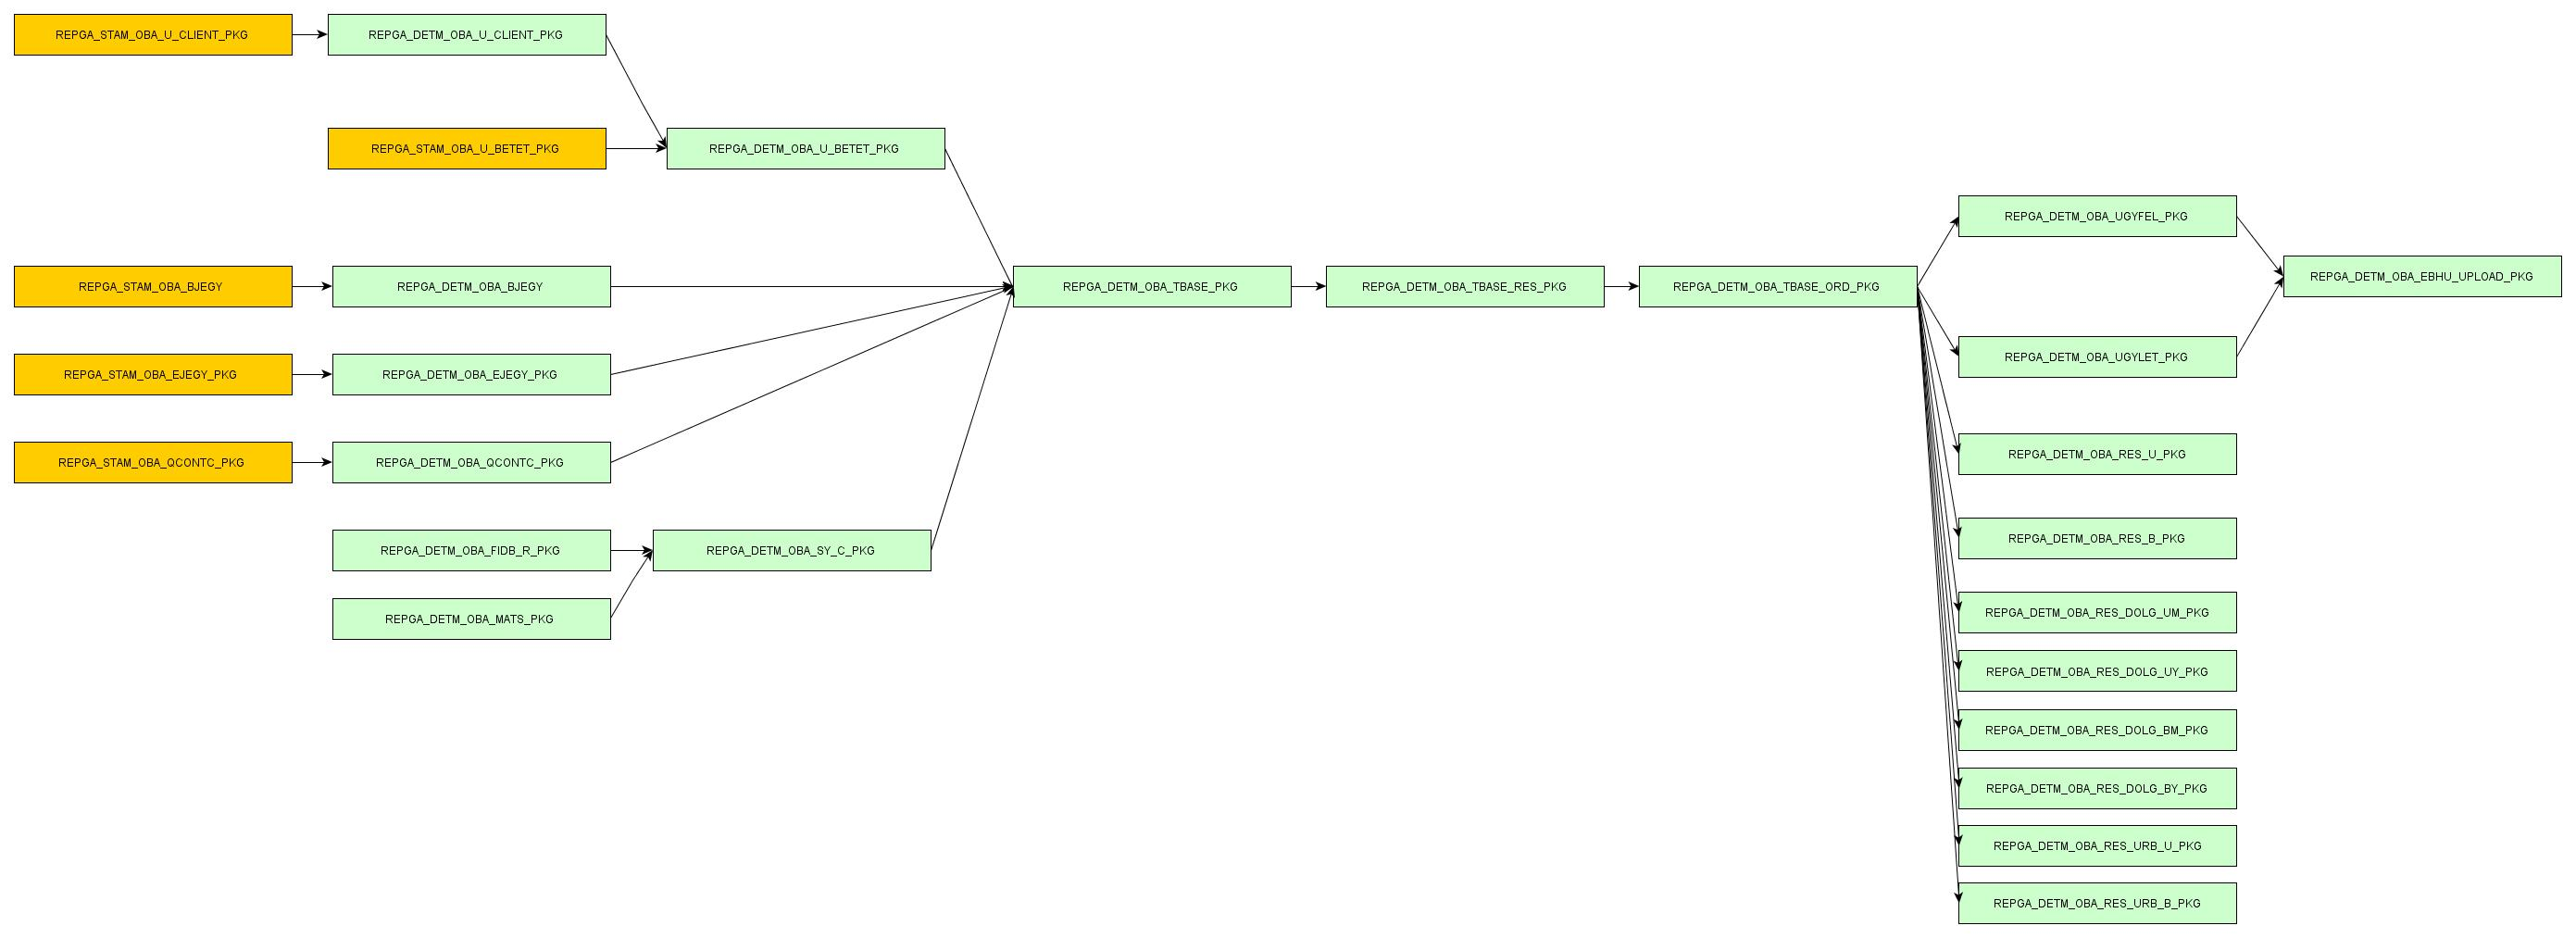 REPGA_STAM_OBA_U_CLIENT_PKG
REPGA_DETM_OBA_U_CLIENT_PKG
REPGA_STAM_OBA_U_BETET_PKG
REPGA_DETM_OBA_U_BETET_PKG
REPGA_DETM_OBA_UGYFEL_PKG
REPGA_DETM_OBA_EBHU_UPLOAD_PKG
REPGA_STAM_OBA_BJEGY
REPGA_DETM_OBA_BJEGY
REPGA_DETM_OBA_TBASE_PKG
REPGA_DETM_OBA_TBASE_RES_PKG
REPGA_DETM_OBA_TBASE_ORD_PKG
REPGA_DETM_OBA_UGYLET_PKG
REPGA_STAM_OBA_EJEGY_PKG
REPGA_DETM_OBA_EJEGY_PKG
REPGA_STAM_OBA_QCONTC_PKG
REPGA_DETM_OBA_QCONTC_PKG
REPGA_DETM_OBA_RES_U_PKG
REPGA_DETM_OBA_FIDB_R_PKG
REPGA_DETM_OBA_SY_C_PKG
REPGA_DETM_OBA_RES_B_PKG
REPGA_DETM_OBA_MATS_PKG
REPGA_DETM_OBA_RES_DOLG_UM_PKG
REPGA_DETM_OBA_RES_DOLG_UY_PKG
REPGA_DETM_OBA_RES_DOLG_BM_PKG
REPGA_DETM_OBA_RES_DOLG_BY_PKG
REPGA_DETM_OBA_RES_URB_U_PKG
REPGA_DETM_OBA_RES_URB_B_PKG